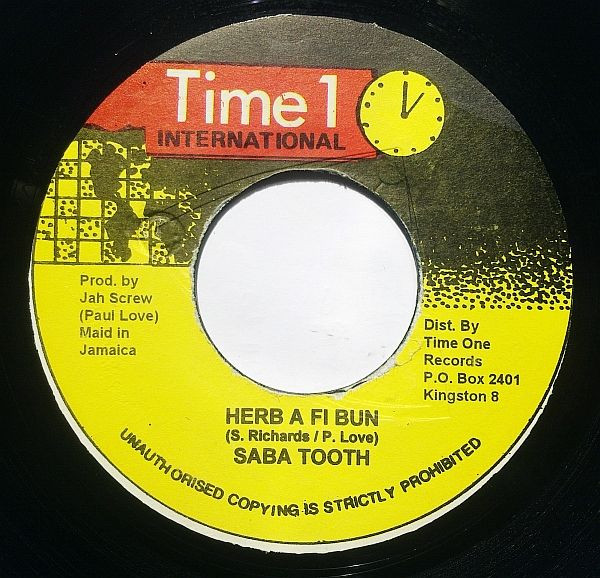 Time 1
INTERNATIONAL
Prod. by
Jah Screw
(Paul Love)
Maid in
Jamaica
Dist. By
Time One
Records
P.O. Box 2401
Kingston 8
HERB A FI BUN
(S. Richards / P. Love)
SABA TOOTH
UNAUTHORISED COPYING IS STRICTLY PROHIBITED